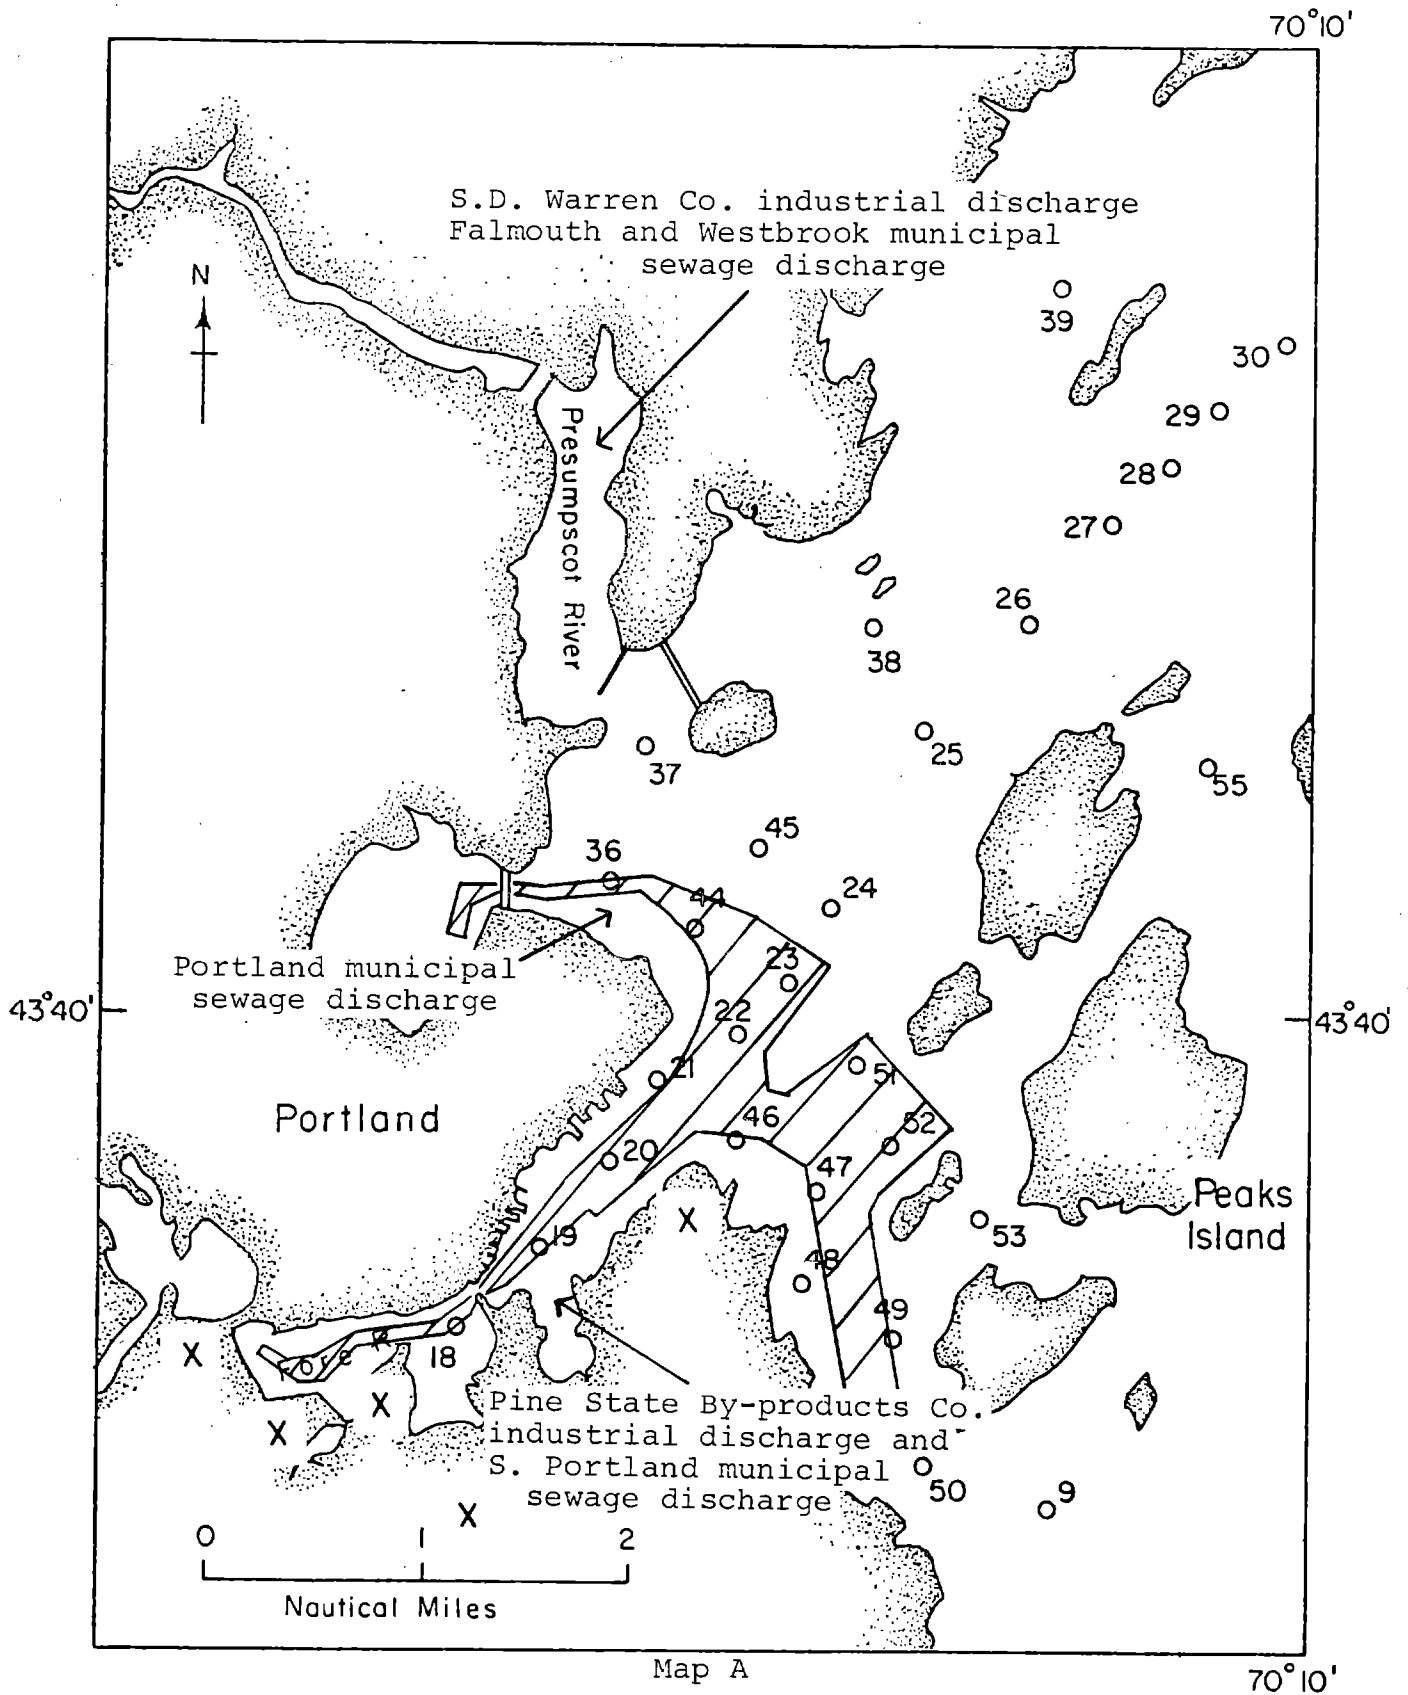 70°10'
S.D. Warren Co. industrial discharge
Falmouth and Westbrook municipal
sewage discharge
N
39
30
29
28
27
Presumpscot River
26
38
25
55
37
45
36
24
44
23
Portland municipal
sewage discharge
43°40'
43°40'
22
21
51
Portland
46
52
20
47
Peaks
Island
X
53
19
48
49
X
18
Fore R
X
X
Pine State By-products Co.
industrial discharge and
S. Portland municipal
sewage discharge
50
9
X
0
1
2
Nautical Miles
Map A
70°10'